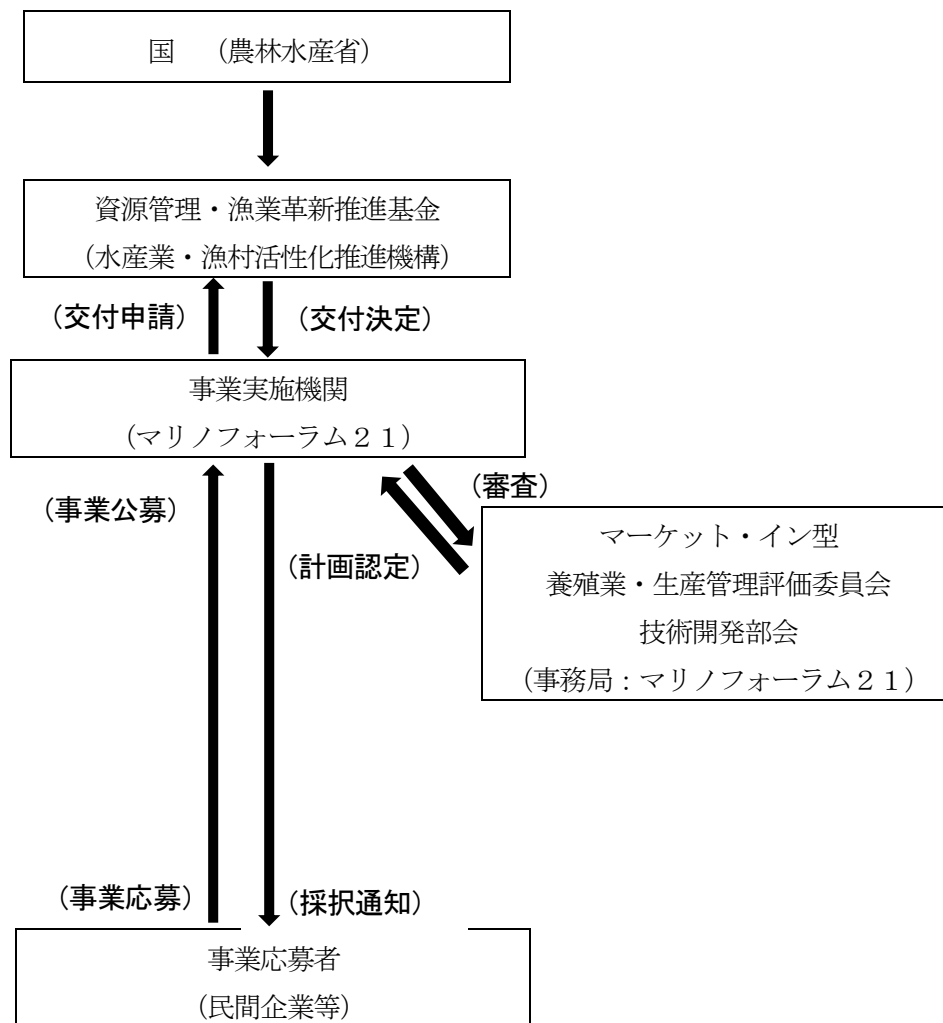 国　（農林水産省）
資源管理・漁業革新推進基金
（水産業・漁村活性化推進機構）
（交付申請）
（交付決定）
事業実施機関
（マリノフォーラム２１）
（審査）
（事業公募）
（計画認定）
マーケット・イン型
養殖業・生産管理評価委員会
技術開発部会
（事務局：マリノフォーラム２１）
（事業応募）
（採択通知）
事業応募者
（民間企業等）